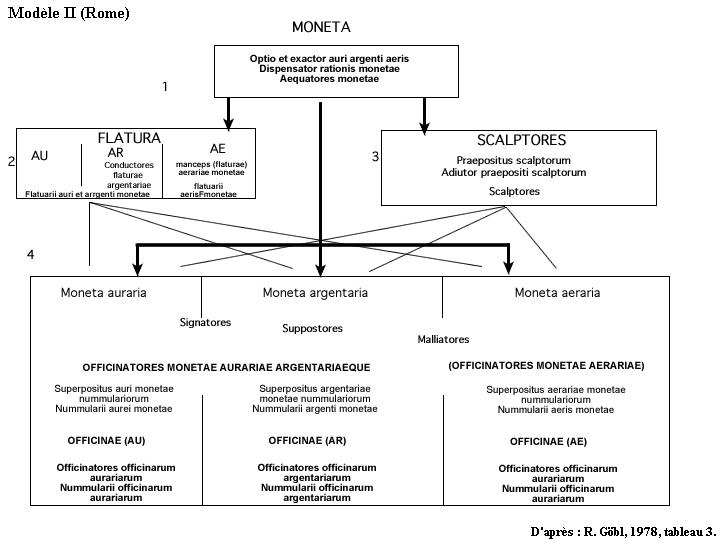 Modèle II (Rome)
MONETA
Optio et exactor auri argenti aeris
Dispensator rationis monetae
Aequatores monetae
1
2
FLATURA
AU
AR
Conductores
flaturae
argentariae
AE
manceps (flaturae)
aerariae monetae
flatuarii
aerisFmonetae
Flatuarii auri et arrgenti monetae
3
SCALPTORES
Praepositus scalptorum
Adiutor praepositi scalptorum
Scalptores
4
Moneta auraria
Moneta argentaria
Moneta aeraria
Signatores
Suppostores
Malliatores
OFFICINATORES MONETAE AURARIAE ARGENTARIAEQUE
(OFFICINATORES MONETAE AERARIAE)
Superpositus auri monetae
nummulariorum
Nummularii aurei monetae
Superpositus argentariae
monetae nummulariorum
Nummularii argenti monetae
Superpositus aerariae monetae
nummulariorum
Nummularii aeris monetae
OFFICINAE (AU)
OFFICINAE (AR)
OFFICINAE (AE)
Officinatores officinarum
aurariarum
Nummularii officinarum
aurariarum
Officinatores officinarum
argentariarum
Nummularii officinarum
argentariarum
Officinatores officinarum
aurariarum
Nummularii officinarum
aurariarum
D'après : R. Göbl, 1978, tableau 3.